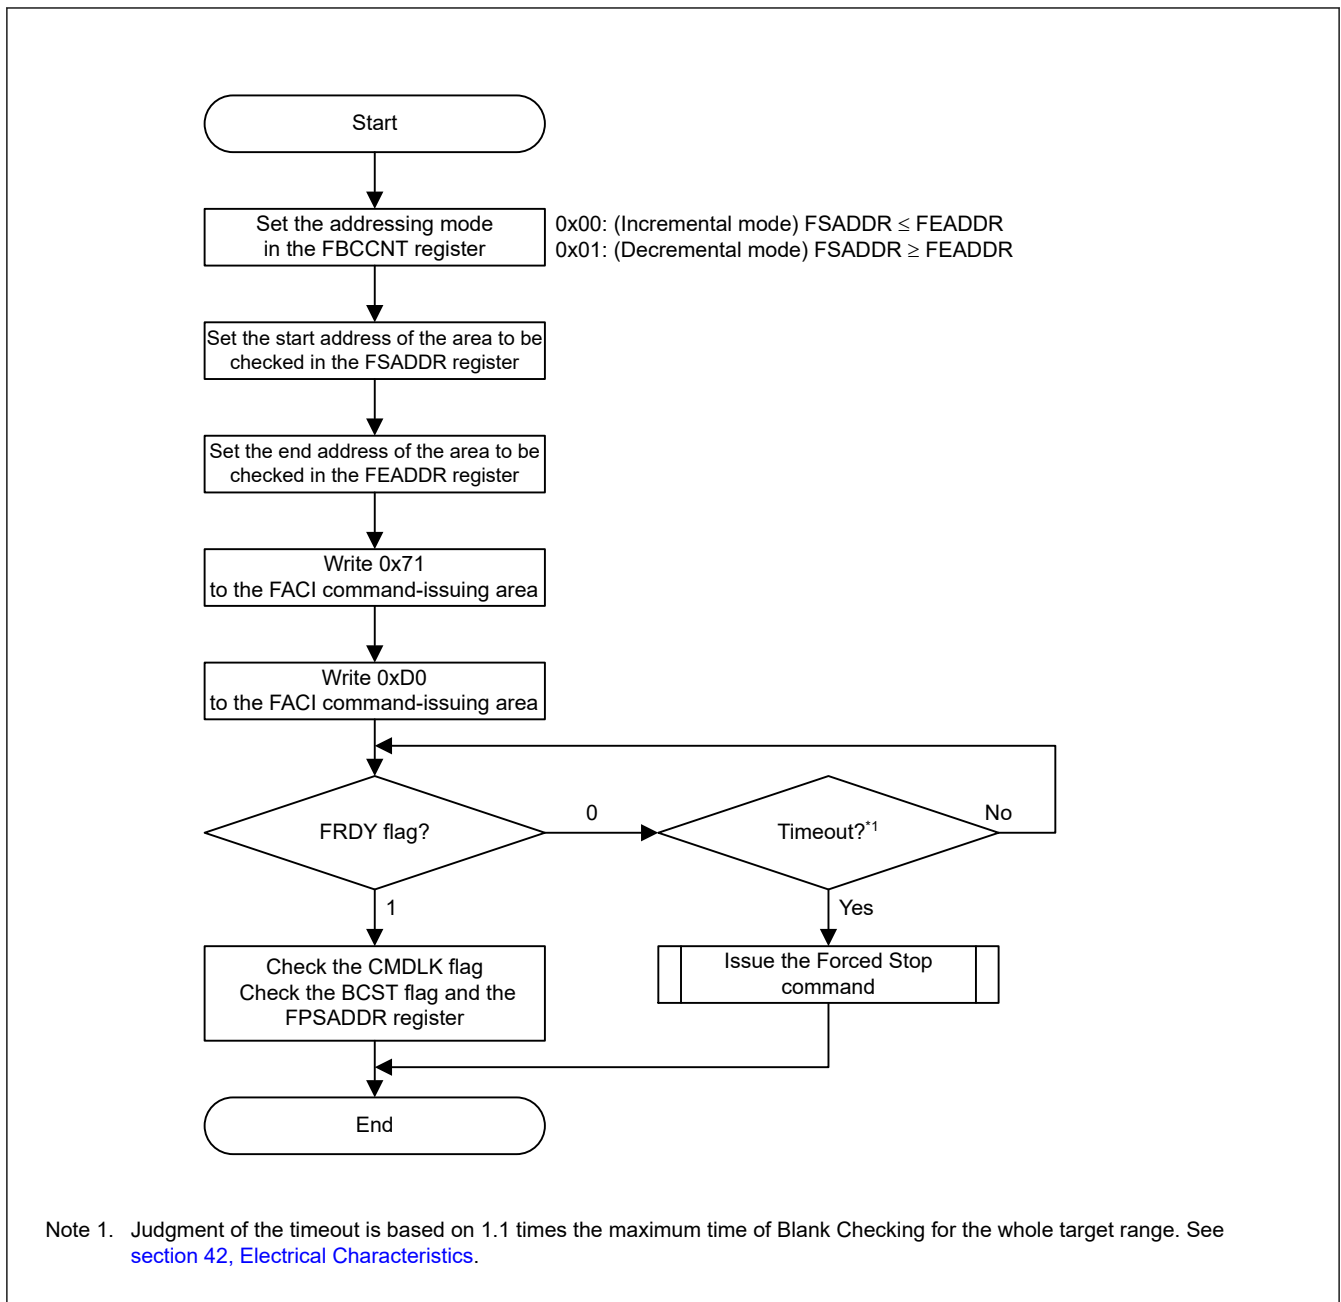 Start
Set the addressing mode
in the FBCCNT register
0x00: (Incremental mode) FSADDR ≤ FEADDR
0x01: (Decremental mode) FSADDR ≥ FEADDR
Set the start address of the area to be
checked in the FSADDR register
Set the end address of the area to be
checked in the FEADDR register
Write 0x71
to the FACI command-issuing area
Write 0xD0
to the FACI command-issuing area
FRDY flag?
0
Timeout?*1
No
1
Yes
Check the CMDLK flag
Check the BCST flag and the
FPSADDR register
Issue the Forced Stop
command
End
Note 1. Judgment of the timeout is based on 1.1 times the maximum time of Blank Checking for the whole target range. See
section 42, Electrical Characteristics.